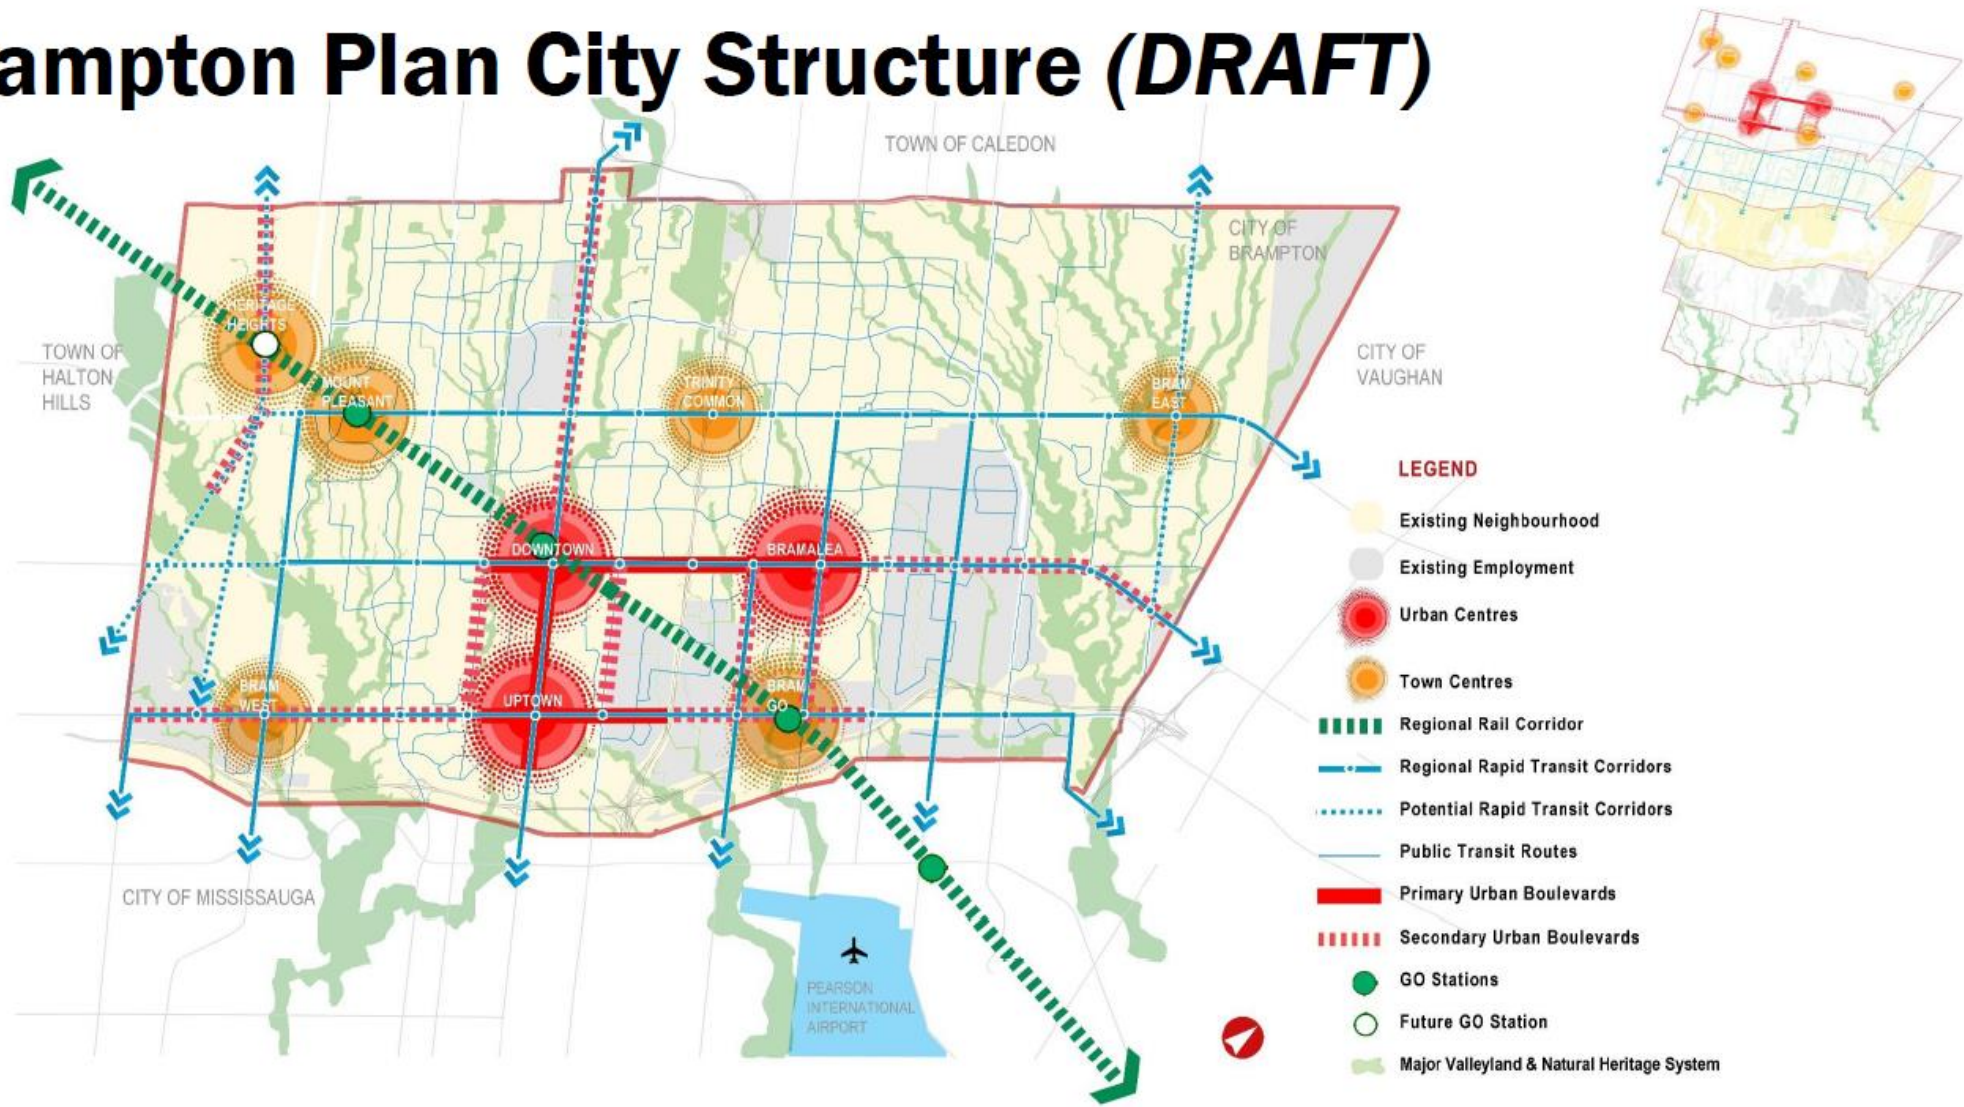 ampton Plan City Structure (DRAFT)
TOWN OF CALEDON
CITY OF
BRAMPTON
HERITAGE
HEIGHTS
TOWN OF
HALTON
HILLS
MOUNT
PLEASANT
TRINITY
COMMON
BRAM
EAST
CITY OF
VAUGHAN
DOWNTOWN
BRAMALEA
BRAM
WEST
UPTOWN
BRAM
GO
CITY OF MISSISSAUGA
PEARSON
INTERNATIONAL
AIRPORT
LEGEND
Existing Neighbourhood
Existing Employment
Urban Centres
Town Centres
Regional Rail Corridor
Regional Rapid Transit Corridors
Potential Rapid Transit Corridors
Public Transit Routes
Primary Urban Boulevards
Secondary Urban Boulevards
GO Stations
Future GO Station
Major Valleyland & Natural Heritage System